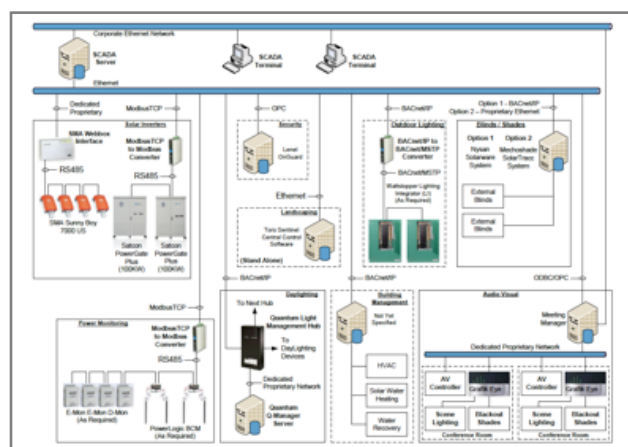 Corporate Ethernet Network
SCADA
Server
SCADA
Terminal
SCADA
Terminal
Ethernet
Dedicated
Proprietary
ModbusTCP
OPC
BACnet/IP
Option 1 - BACnet/IP
Option 2 – Proprietary Ethernet
Solar Inverters
SMA Webbox
Interface
ModbusTCP
to Modbus
Converter
RS485
RS485
SMA Sunny Boy
7000 US
Satcon
PowerGate
Plus
(100KW)
Satcon
PowerGate
Plus
(100KW)
Security
Lenel
OnGuard
Ethernet
Landscaping
Toro Sentinel
Central Control
Software
(Stand Alone)
Outdoor Lighting
BACnet/IP to
BACnet/MSTP
Converter
BACnet/MSTP
Wattstopper Lighting
Integrator (LI)
(As Required)
Blinds / Shades
Option 1
Nysan
Solarware
System
Option 2
Mechoshade
SolarTrac
System
External
Blinds
External
Blinds
BACnet/IP
BACnet/IP
ODBC/OPC
ModbusTCP
Power Monitoring
ModbusTCP
to Modbus
Converter
RS485
E-Mon E-Mon D-Mon
(As Required)
PowerLogic BCM
(As Required)
Daylighting
To Next Hub
Quantum Light
Management Hub
To
DayLighting
Devices
Dedicated
Proprietary Network
Quantum
Q-Manager
Server
Building
Management
Not Yet
Specified
HVAC
Solar Water
Heating
Water
Recovery
Audio Visual
Meeting
Manager
Dedicated Proprietary Network
AV
Controller
Grafik Eye
Scene
Lighting
Blackout
Shades
Conference Room
AV
Controller
Grafik Eye
Scene
Lighting
Blackout
Shades
Conference Room